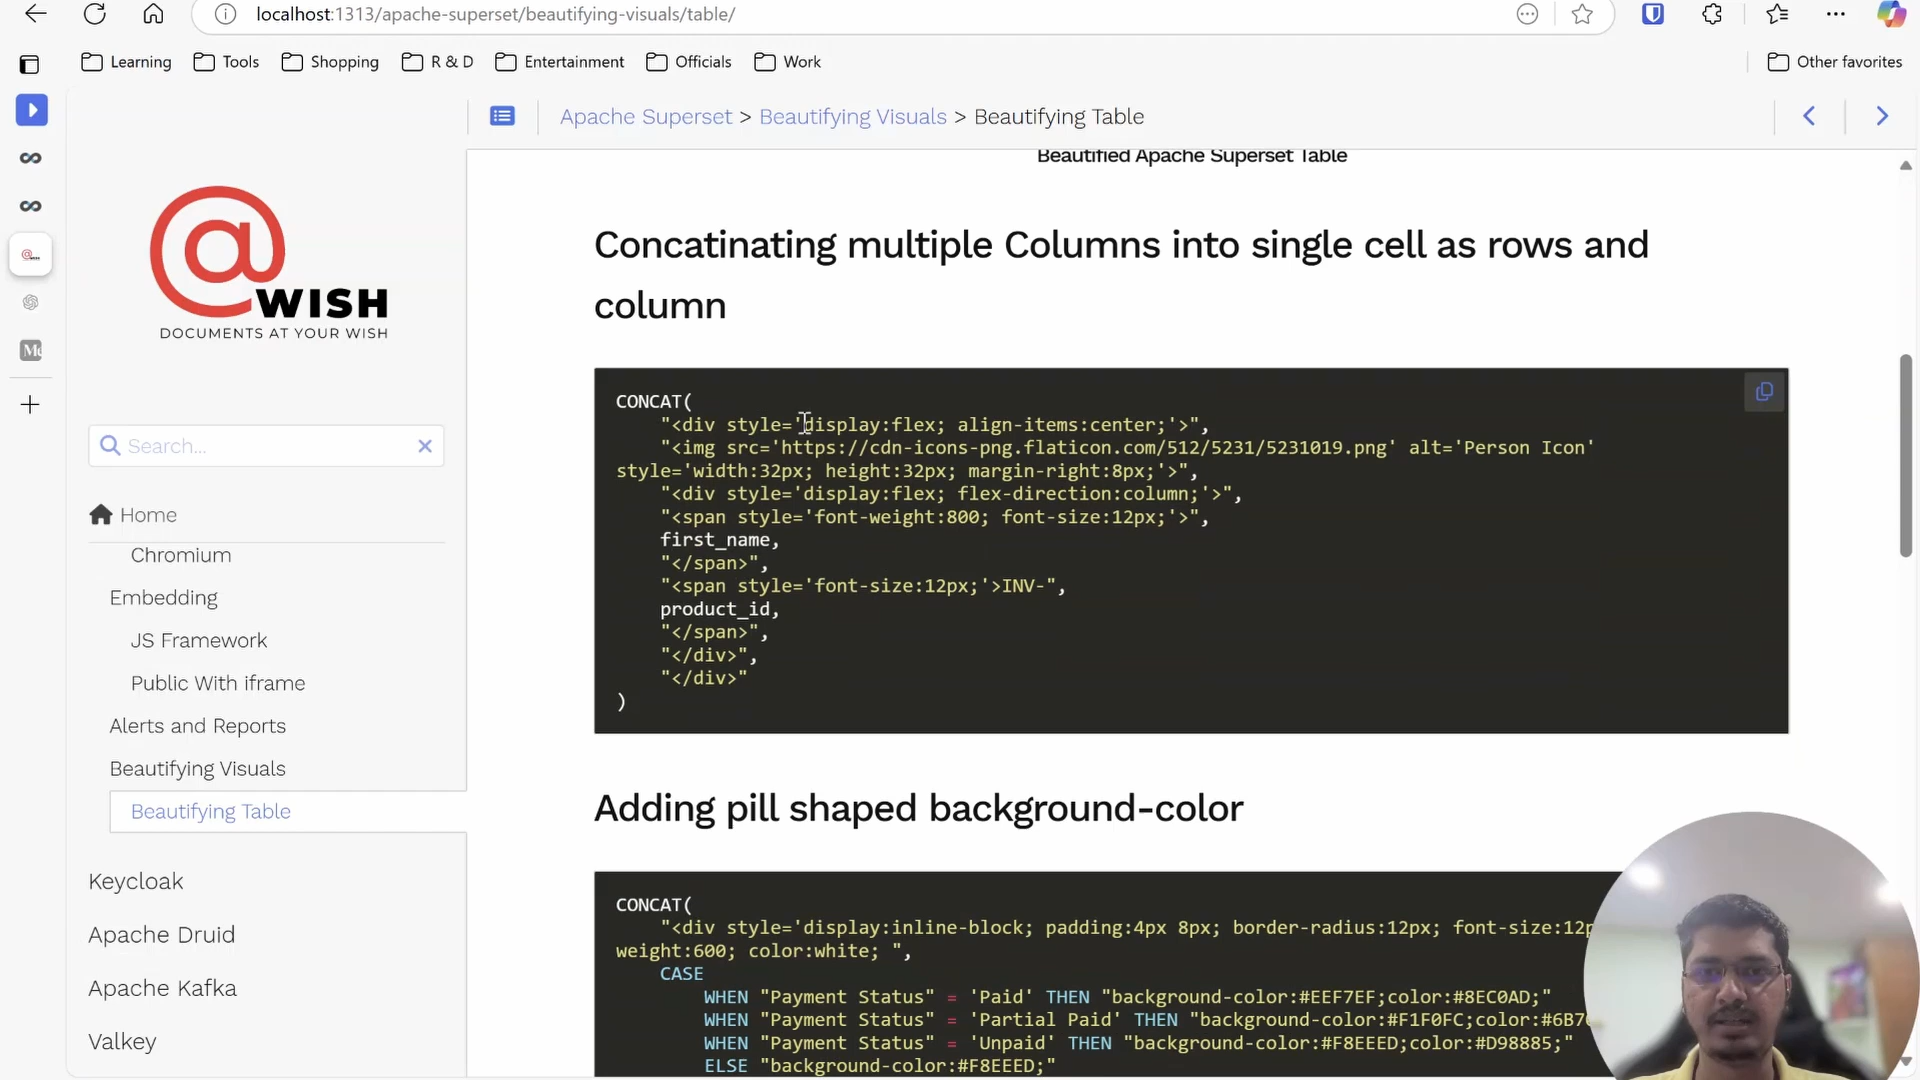 localhost:1313/apache-superset/beautifying-visuals/table/
Learning
Tools
Shopping
R & D
Entertainment
Officials
Work
Other favorites
Apache Superset > Beautifying Visuals > Beautifying Table
@WISH
DOCUMENTS AT YOUR WISH
Search...
Home
Chromium
Embedding
JS Framework
Public With iframe
Alerts and Reports
Beautifying Visuals
Beautifying Table
Keycloak
Apache Druid
Apache Kafka
Valkey
Beautified Apache Superset Table
Concatinating multiple Columns into single cell as rows and
column
CONCAT(
"<div style='display:flex; align-items:center;'>",
"<img src='https://cdn-icons-png.flaticon.com/512/5231/5231019.png' alt='Person Icon'
style='width:32px; height:32px; margin-right:8px;'>",
"<div style='display:flex; flex-direction:column;'>",
"<span style='font-weight:800; font-size:12px;'>",
first_name,
"</span>",
"<span style='font-size:12px;'>INV-",
product_id,
"</span>",
"</div>",
"</div>"
)
Adding pill shaped background-color
CONCAT(
"<div style='display:inline-block; padding:4px 8px; border-radius:12px; font-size:12p
weight:600; color:white; ",
CASE
WHEN "Payment Status" = 'Paid' THEN "background-color:#EEF7EF;color:#8EC0AD;"
WHEN "Payment Status" = 'Partial Paid' THEN "background-color:#F1F0FC;color:#6B7
WHEN "Payment Status" = 'Unpaid' THEN "background-color:#F8EEED;color:#D98885;"
ELSE "background-color:#F8EEED;"